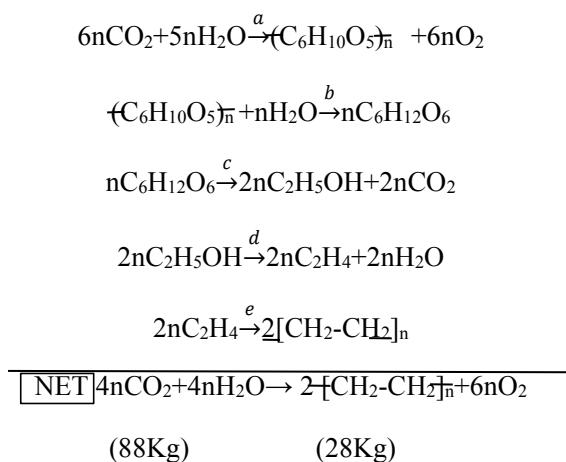 6nCO₂+5nH₂O a→ (C₆H₁₀O₅)n +6nO₂
(C₆H₁₀O₅)n +nH₂O b→ nC₆H₁₂O₆
nC₆H₁₂O₆ c→ 2nC₂H₅OH+2nCO₂
2nC₂H₅OH d→ 2nC₂H₄+2nH₂O
2nC₂H₄ e→ 2[CH₂-CH₂]n
NET 4nCO₂+4nH₂O→ 2 [CH₂-CH₂]n+6nO₂
(88Kg) (28Kg)